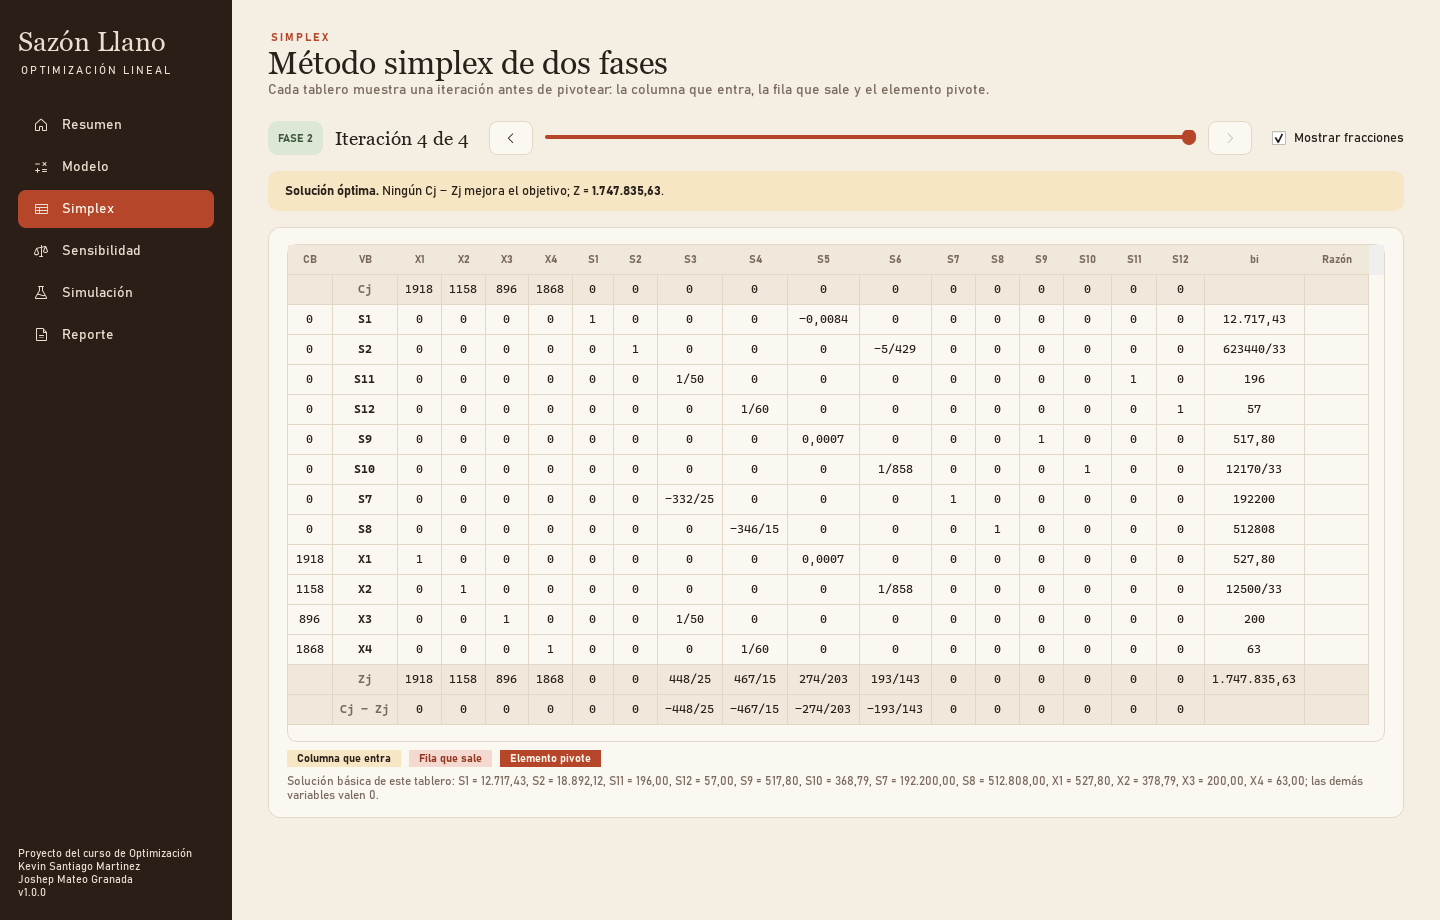 Sazón Llano
OPTIMIZACIÓN LINEAL
Resumen
Modelo
Simplex
Sensibilidad
Simulación
Reporte
Proyecto del curso de Optimización
Kevin Santiago Martinez
Joshep Mateo Granada
v1.0.0
SIMPLEX
Método simplex de dos fases
Cada tablero muestra una iteración antes de pivotear: la columna que entra, la fila que sale y el elemento pivote.
FASE 2 Iteración 4 de 4 Mostrar fracciones
Solución óptima. Ningún Cj − Zj mejora el objetivo; Z = 1.747.835,63.
CB VB X1 X2 X3 X4 S1 S2 S3 S4 S5 S6 S7 S8 S9 S10 S11 S12 bi Razón
Cj 1918 1158 896 1868 0 0 0 0 0 0 0 0 0 0 0 0
0 S1 0 0 0 0 1 0 0 0 −0,0084 0 0 0 0 0 0 0 12.717,43
0 S2 0 0 0 0 0 1 0 0 0 −5/429 0 0 0 0 0 0 623440/33
0 S11 0 0 0 0 0 0 1/50 0 0 0 0 0 0 0 1 0 196
0 S12 0 0 0 0 0 0 0 1/60 0 0 0 0 0 0 0 1 57
0 S9 0 0 0 0 0 0 0 0 0,0007 0 0 0 1 0 0 0 517,80
0 S10 0 0 0 0 0 0 0 0 0 1/858 0 0 0 1 0 0 12170/33
0 S7 0 0 0 0 0 0 −332/25 0 0 0 1 0 0 0 0 0 192200
0 S8 0 0 0 0 0 0 0 −346/15 0 0 0 1 0 0 0 0 512808
1918 X1 1 0 0 0 0 0 0 0 0,0007 0 0 0 0 0 0 0 527,80
1158 X2 0 1 0 0 0 0 0 0 0 1/858 0 0 0 0 0 0 12500/33
896 X3 0 0 1 0 0 0 1/50 0 0 0 0 0 0 0 0 0 200
1868 X4 0 0 0 1 0 0 0 1/60 0 0 0 0 0 0 0 0 63
Zj 1918 1158 896 1868 0 0 448/25 467/15 274/203 193/143 0 0 0 0 0 0 1.747.835,63
Cj − Zj 0 0 0 0 0 0 −448/25 −467/15 −274/203 −193/143 0 0 0 0 0 0
Columna que entra Fila que sale Elemento pivote
Solución básica de este tablero: S1 = 12.717,43, S2 = 18.892,12, S11 = 196,00, S12 = 57,00, S9 = 517,80, S10 = 368,79, S7 = 192.200,00, S8 = 512.808,00, X1 = 527,80, X2 = 378,79, X3 = 200,00, X4 = 63,00; las demás
variables valen 0.